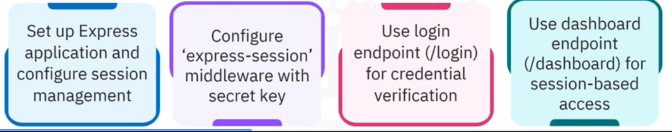 Set up Express
application and
configure session
management
Configure
‘express-session’
middleware with
secret key
Use login
endpoint (/login)
for credential
verification
Use dashboard
endpoint
(/dashboard) for
session-based
access